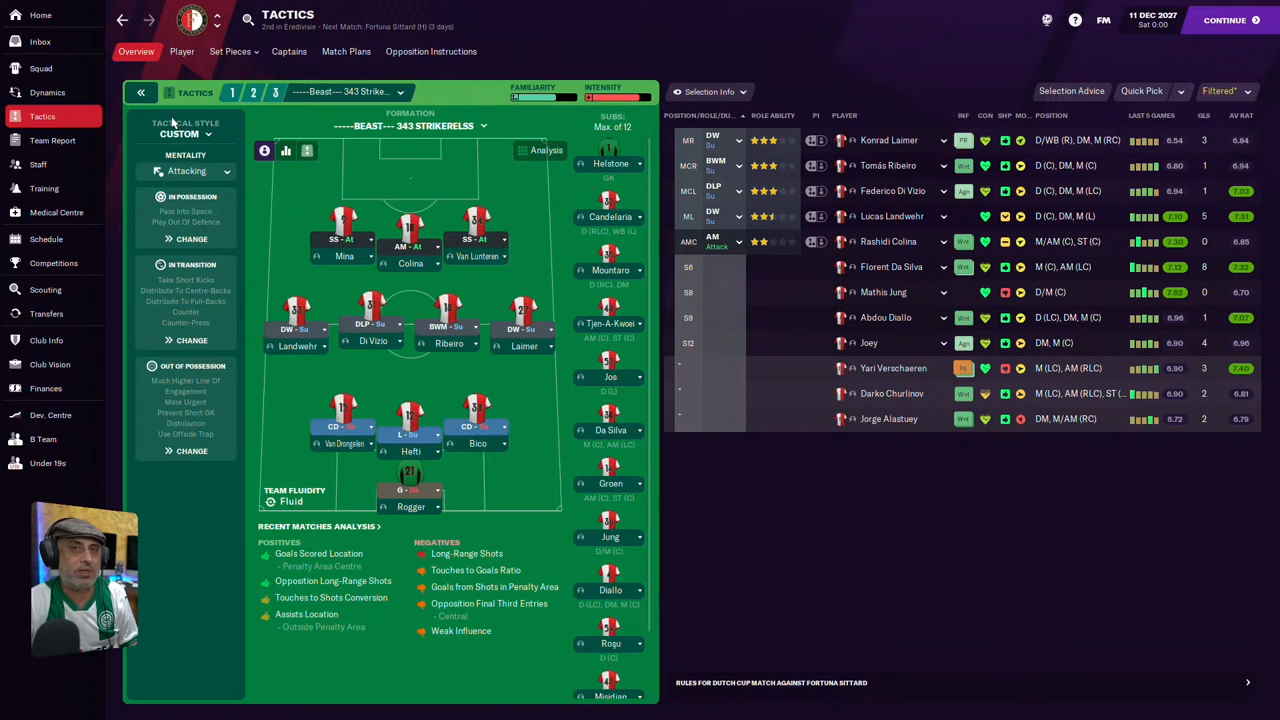 Home
Inbox
Squad
Dynamics
Tactics
Team Report
Staff
Training
Medical Centre
Schedule
Competitions
Scouting
Transfers
Club Info
Club Vision
Finances
Dev. Centre
B Team
Under 19s
TACTICS
2nd in Eredivisie - Next Match: Fortuna Sittard (H) (3 days)
FM
11 DEC 2027
Sat 0:00
CONTINUE
Overview
Player
Set Pieces
Captains
Match Plans
Opposition Instructions
TACTICS
1
2
3
-----Beast--- 343 Strike...
FAMILIARITY
INTENSITY
TACTICAL STYLE
CUSTOM
MENTALITY
Attacking
IN POSSESSION
Pass Into Space
Play Out Of Defence
CHANGE
IN TRANSITION
Take Short Kicks
Distribute To Centre-Backs
Distribute To Full-Backs
Counter
Counter-Press
CHANGE
OUT OF POSSESSION
Much Higher Line Of
Engagement
More Urgent
Prevent Short GK
Distribution
Use Offside Trap
CHANGE
FORMATION
-----BEAST--- 343 STRIKERELSS
Analysis
SS - At
Mina
AM - At
Colina
SS - At
Van Lunteren
DW - Su
Landwehr
DLP - Su
Di Vizio
BWM - Su
Ribeiro
DW - Su
Laimer
CD - De
Van Drongelen
L - Su
Hefti
CD - De
Bico
21
G - De
Rogger
TEAM FLUIDITY
Fluid
RECENT MATCHES ANALYSIS
POSITIVES
Goals Scored Location
- Penalty Area Centre
Opposition Long-Range Shots
Touches to Shots Conversion
Assists Location
- Outside Penalty Area
NEGATIVES
Long-Range Shots
Touches to Goals Ratio
Goals from Shots in Penalty Area
Opposition Final Third Entries
- Central
Weak Influence
SUBS:
Max. of 12
Helstone
GK
Candelaria
D (RLC), WB (L)
Mountaro
D (RC), DM
Tjen-A-Kwoei
AM (C), ST (C)
Jos
D (L)
Da Silva
M (C), AM (LC)
Groen
AM (C), ST (C)
Jung
D/M (C)
Diallo
D (LC), DM, M (C)
Roşu
D (C)
Misidjan
Selection Info
Selection Advice
Quick Pick
Filtered*
POSITION/ROLE/DU... ROLE ABILITY PI PLAYER INF CON SHP MO... POSITION LAST 5 GAMES GLS AV RAT
MR DW Su Konrad Laimer PR D/WB (R), DM, M (RC) 6.54 3 6.84
MCR BWM Su Tomás Ribeiro Wnt D (C), DM, M (C) 6.80 1 6.94
MCL DLP Su Federico Di Vizio Agn D (C), DM, M (LC) 6.94 1 7.03
ML DW Su Lucas Landwehr Wnt D (C), DM, M (L) 7.10 5 7.51
AMC AM Attack Rashidi Colina Wnt M/AM (C), ST (C) 7.30 0 6.85
S6 Florent Da Silva Wnt M (C), AM (LC) 7.12 8 7.32
S8 Mathis Jung Wnt D/M (C) 7.52 0 6.70
S9 Abdou Diallo Wnt D (LC), DM, M (C) 6.96 1 7.07
S12 Joey Agn DM, M (C) 6.90 4 6.96
- Yari Verschaeren Inj M (LC), AM (RLC) 6.90 3 7.40
- Darko Churlinov Wnt M (LC), AM (RLC), ST (... 6.90 2 6.81
- Jorge Alastuey Wnt DM, M/AM (RC) 6.72 2 6.79
RULES FOR DUTCH CUP MATCH AGAINST FORTUNA SITTARD